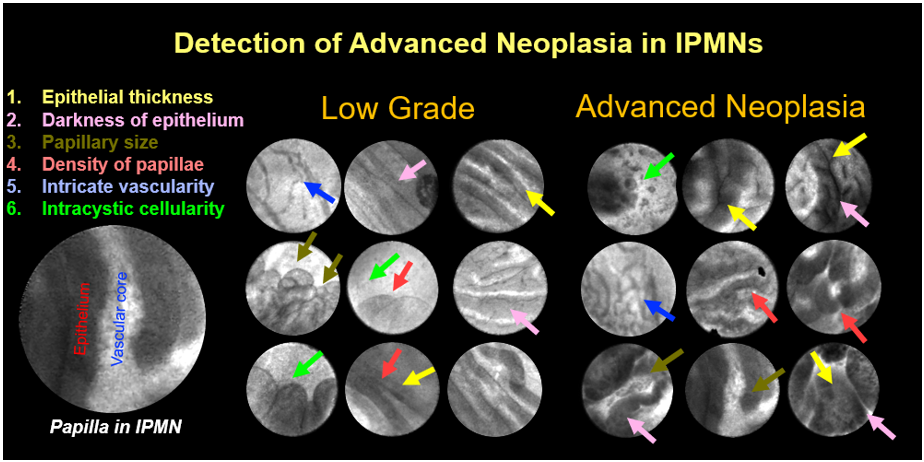 Detection of Advanced Neoplasia in IPMNs
1. Epithelial thickness
2. Darkness of epithelium
3. Papillary size
4. Density of papillae
5. Intricate vascularity
6. Intracystic cellularity
Low Grade
Advanced Neoplasia
Epithelium
Vascular core
Papilla in IPMN